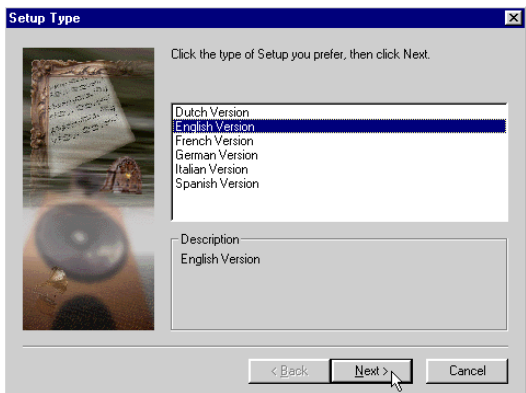 Setup Type
Click the type of Setup you prefer, then click Next.
Dutch Version
English Version
French Version
German Version
Italian Version
Spanish Version
Description
English Version
< Back
Next >
Cancel